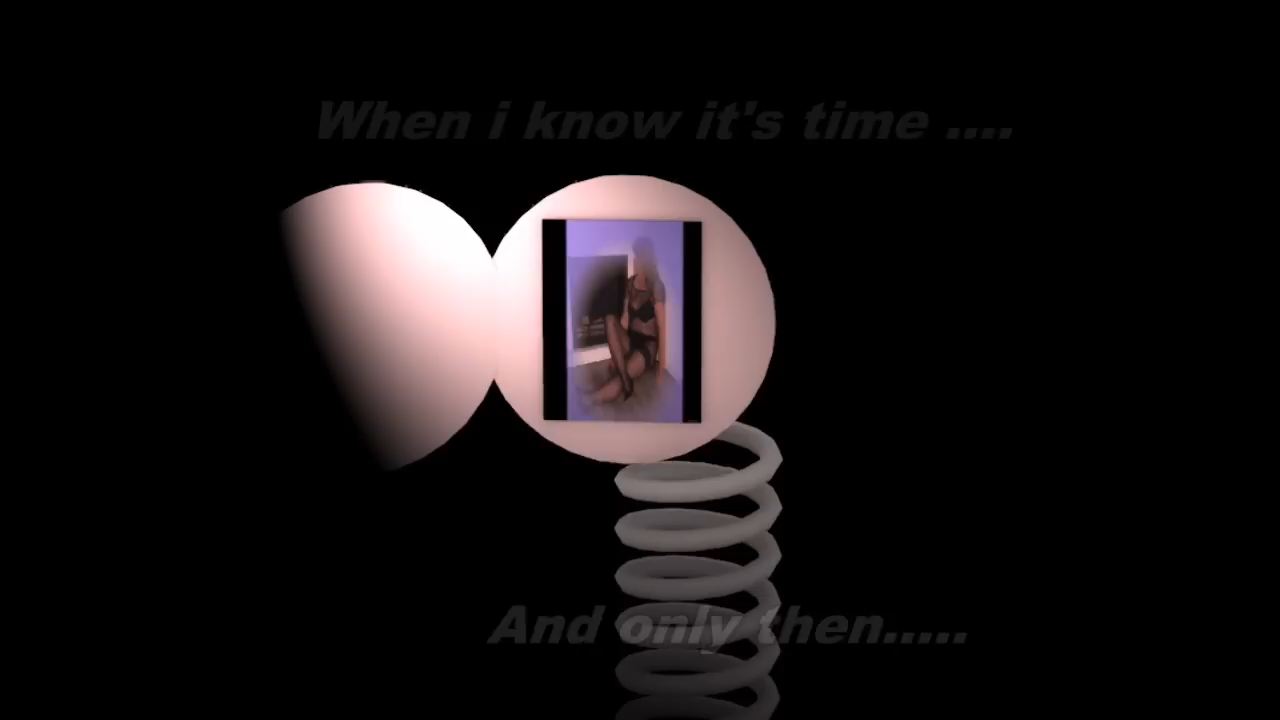 When i know it's time ....
And only then.....